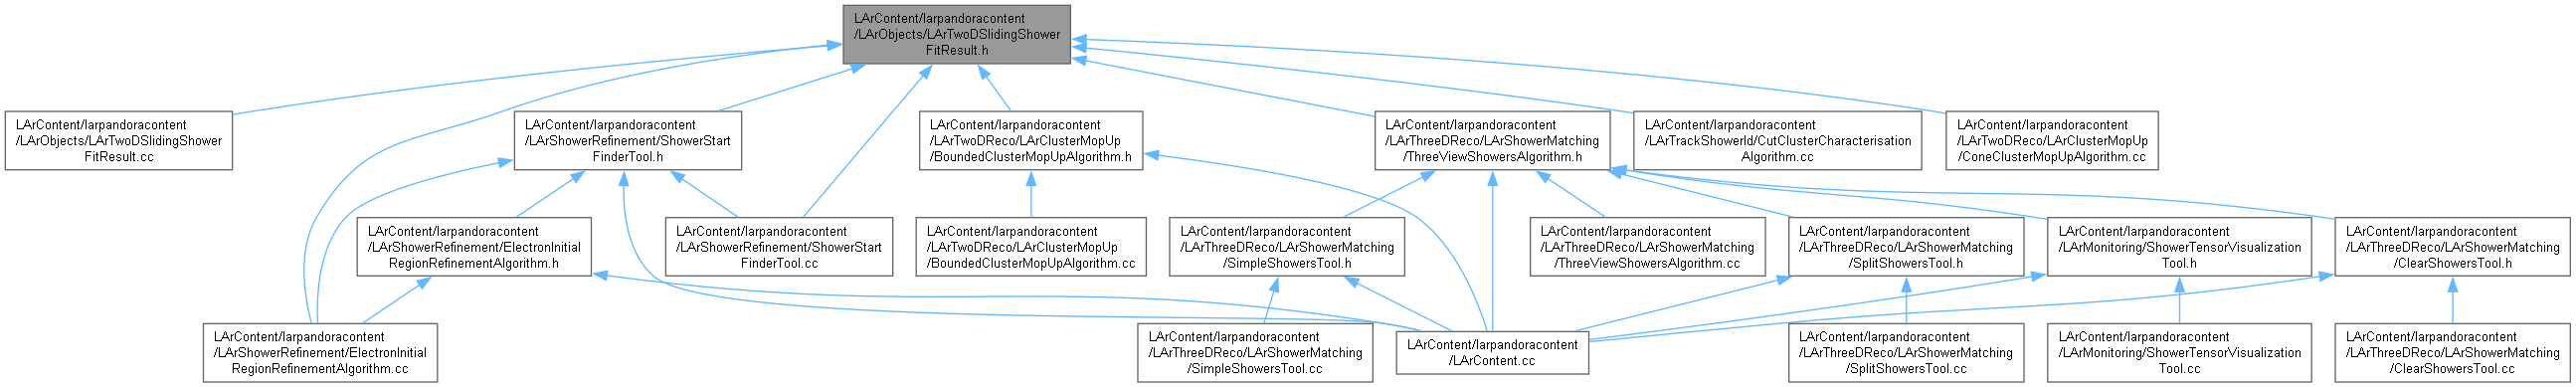 LArContent/larpandoracontent
/LArObjects/LArTwoDSlidingShower
FitResult.h
LArContent/larpandoracontent
/LArObjects/LArTwoDSlidingShower
FitResult.cc
LArContent/larpandoracontent
/LArShowerRefinement/ShowerStart
FinderTool.h
LArContent/larpandoracontent
/LArTwoDReco/LArClusterMopUp
/BoundedClusterMopUpAlgorithm.h
LArContent/larpandoracontent
/LArThreeDReco/LArShowerMatching
/ThreeViewShowersAlgorithm.h
LArContent/larpandoracontent
/LArTrackShowerId/CutClusterCharacterisation
Algorithm.cc
LArContent/larpandoracontent
/LArTwoDReco/LArClusterMopUp
/ConeClusterMopUpAlgorithm.cc
LArContent/larpandoracontent
/LArShowerRefinement/ElectronInitial
RegionRefinementAlgorithm.h
LArContent/larpandoracontent
/LArShowerRefinement/ShowerStart
FinderTool.cc
LArContent/larpandoracontent
/LArTwoDReco/LArClusterMopUp
/BoundedClusterMopUpAlgorithm.cc
LArContent/larpandoracontent
/LArThreeDReco/LArShowerMatching
/SimpleShowersTool.h
LArContent/larpandoracontent
/LArThreeDReco/LArShowerMatching
/ThreeViewShowersAlgorithm.cc
LArContent/larpandoracontent
/LArThreeDReco/LArShowerMatching
/SplitShowersTool.h
LArContent/larpandoracontent
/LArMonitoring/ShowerTensorVisualization
Tool.h
LArContent/larpandoracontent
/LArThreeDReco/LArShowerMatching
/ClearShowersTool.h
LArContent/larpandoracontent
/LArShowerRefinement/ElectronInitial
RegionRefinementAlgorithm.cc
LArContent/larpandoracontent
/LArThreeDReco/LArShowerMatching
/SimpleShowersTool.cc
LArContent/larpandoracontent
/LArContent.cc
LArContent/larpandoracontent
/LArThreeDReco/LArShowerMatching
/SplitShowersTool.cc
LArContent/larpandoracontent
/LArMonitoring/ShowerTensorVisualization
Tool.cc
LArContent/larpandoracontent
/LArThreeDReco/LArShowerMatching
/ClearShowersTool.cc